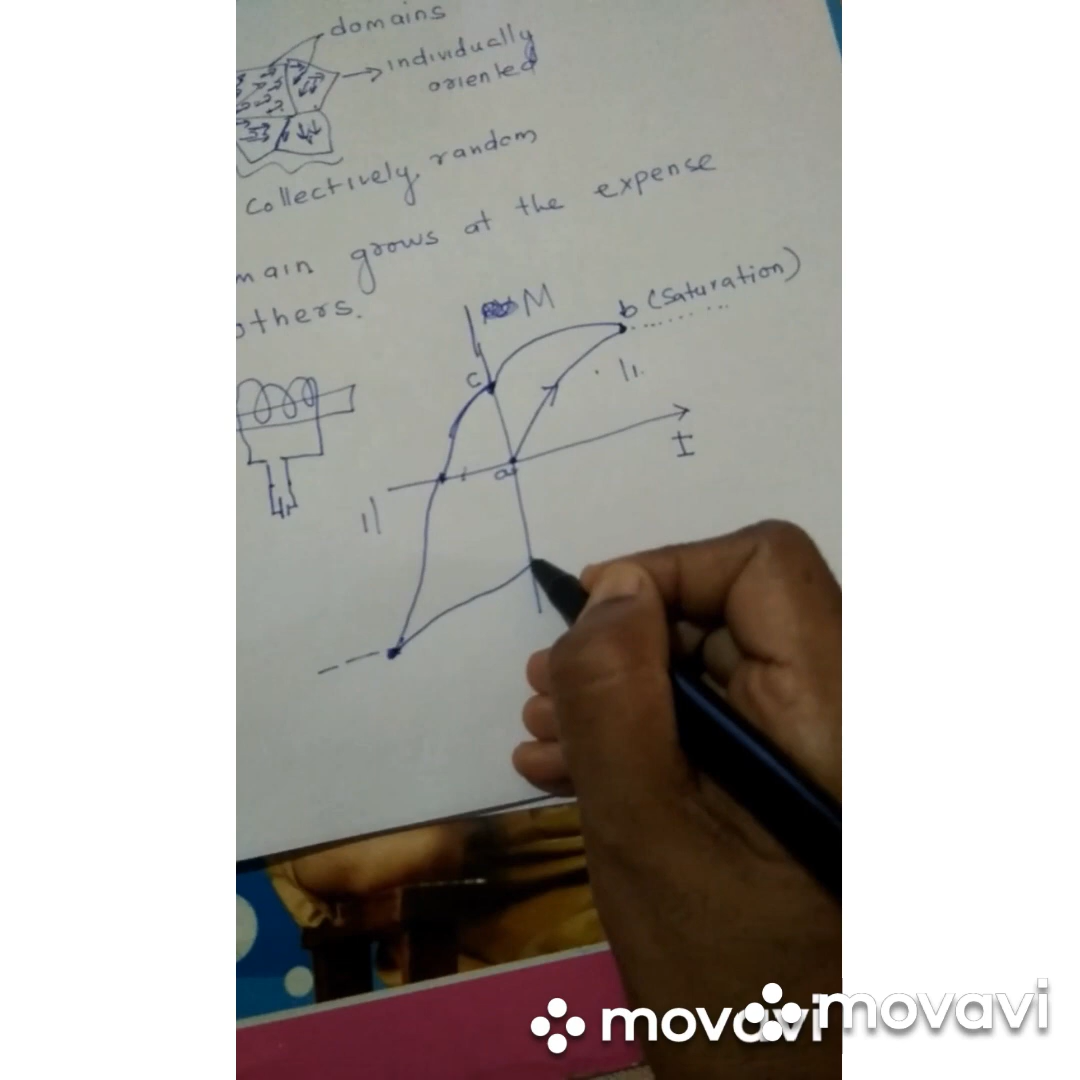 domains
individually
oriented
collectively random
main grows at the expense
others.
M
b (saturation)
c
a
I
movavi
movavi